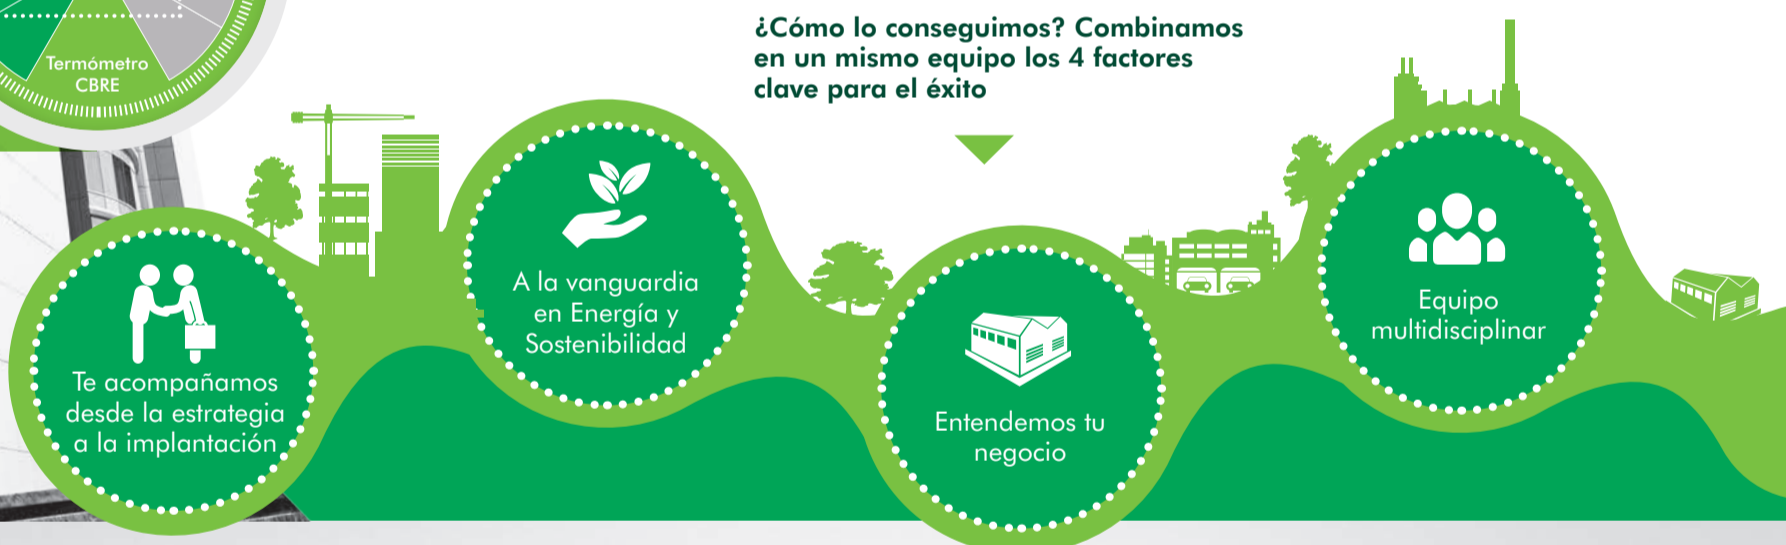 ¿Cómo lo conseguimos? Combinamos
en un mismo equipo los 4 factores
clave para el éxito
Termómetro
CBRE
Te acompañamos
desde la estrategia
a la implantación
A la vanguardia
en Energía y
Sostenibilidad
Entendemos tu
negocio
Equipo
multidisciplinar